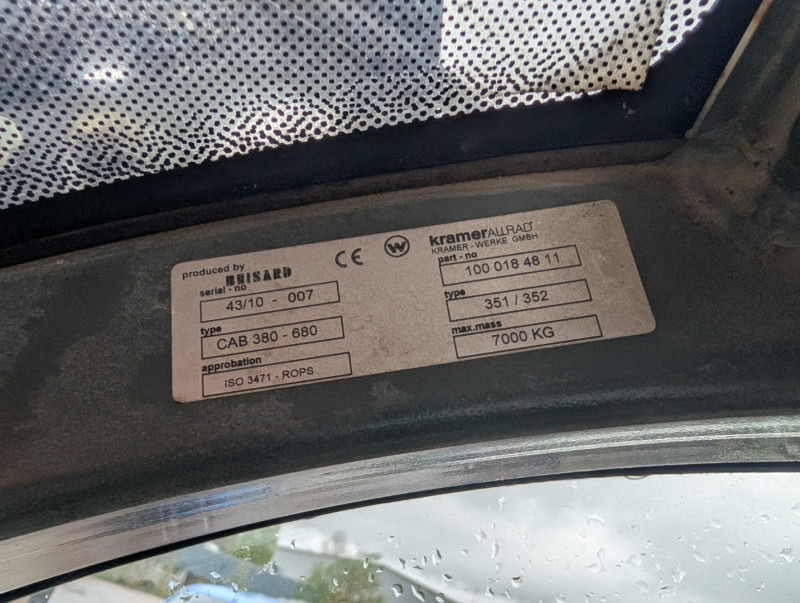 produced by
BRISARD
serial - no
43/10 - 007
type
CAB 380 - 680
approbation
ISO 3471 - ROPS
CE
W
kramerALLRAD
KRAMER - WERKE GMBH
part - no
100 018 48 11
type
351 / 352
max.mass
7000 KG